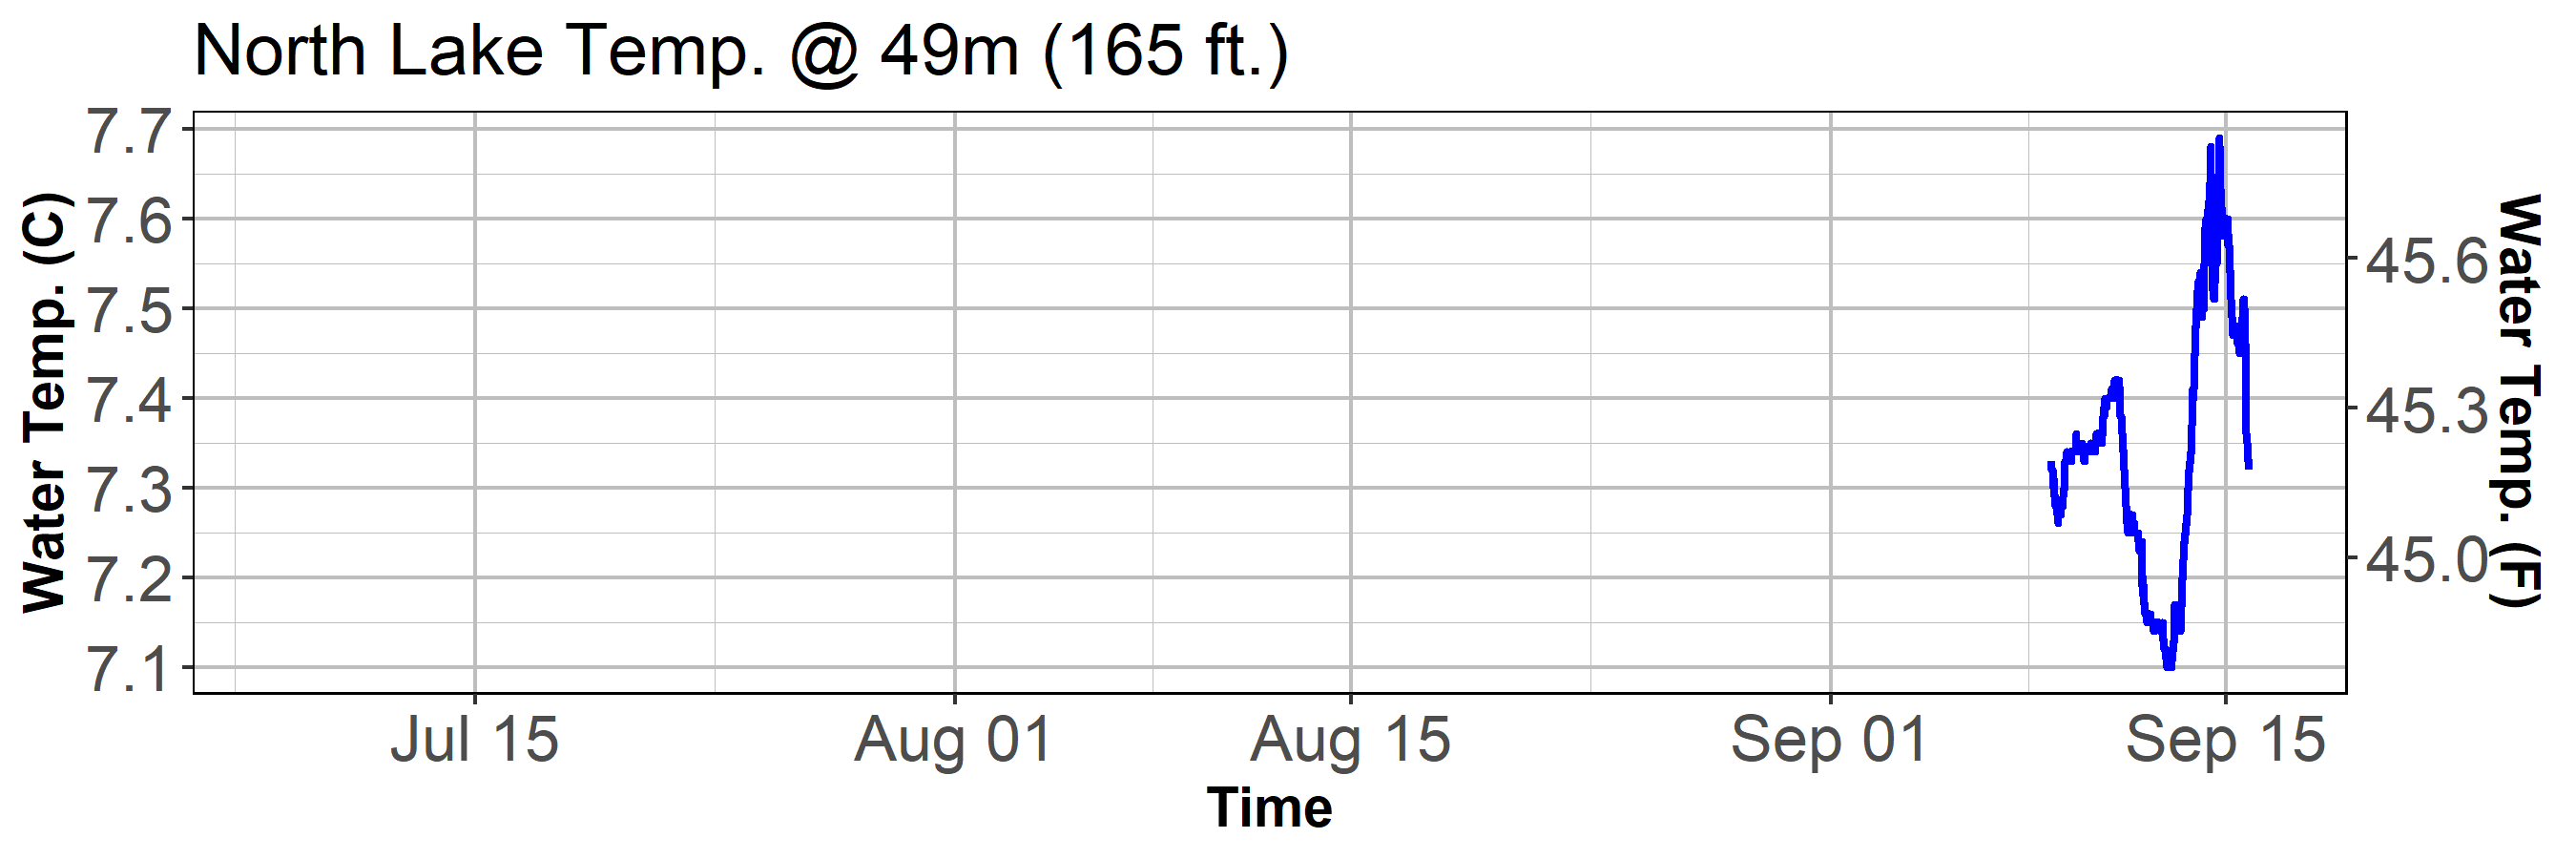 North Lake Temp. @ 49m (165 ft.)
Water Temp. (C)
7.7
7.6
7.5
7.4
7.3
7.2
7.1
45.6
45.3
45.0
Water Temp. (F)
Jul 15 Aug 01 Aug 15 Sep 01 Sep 15
Time